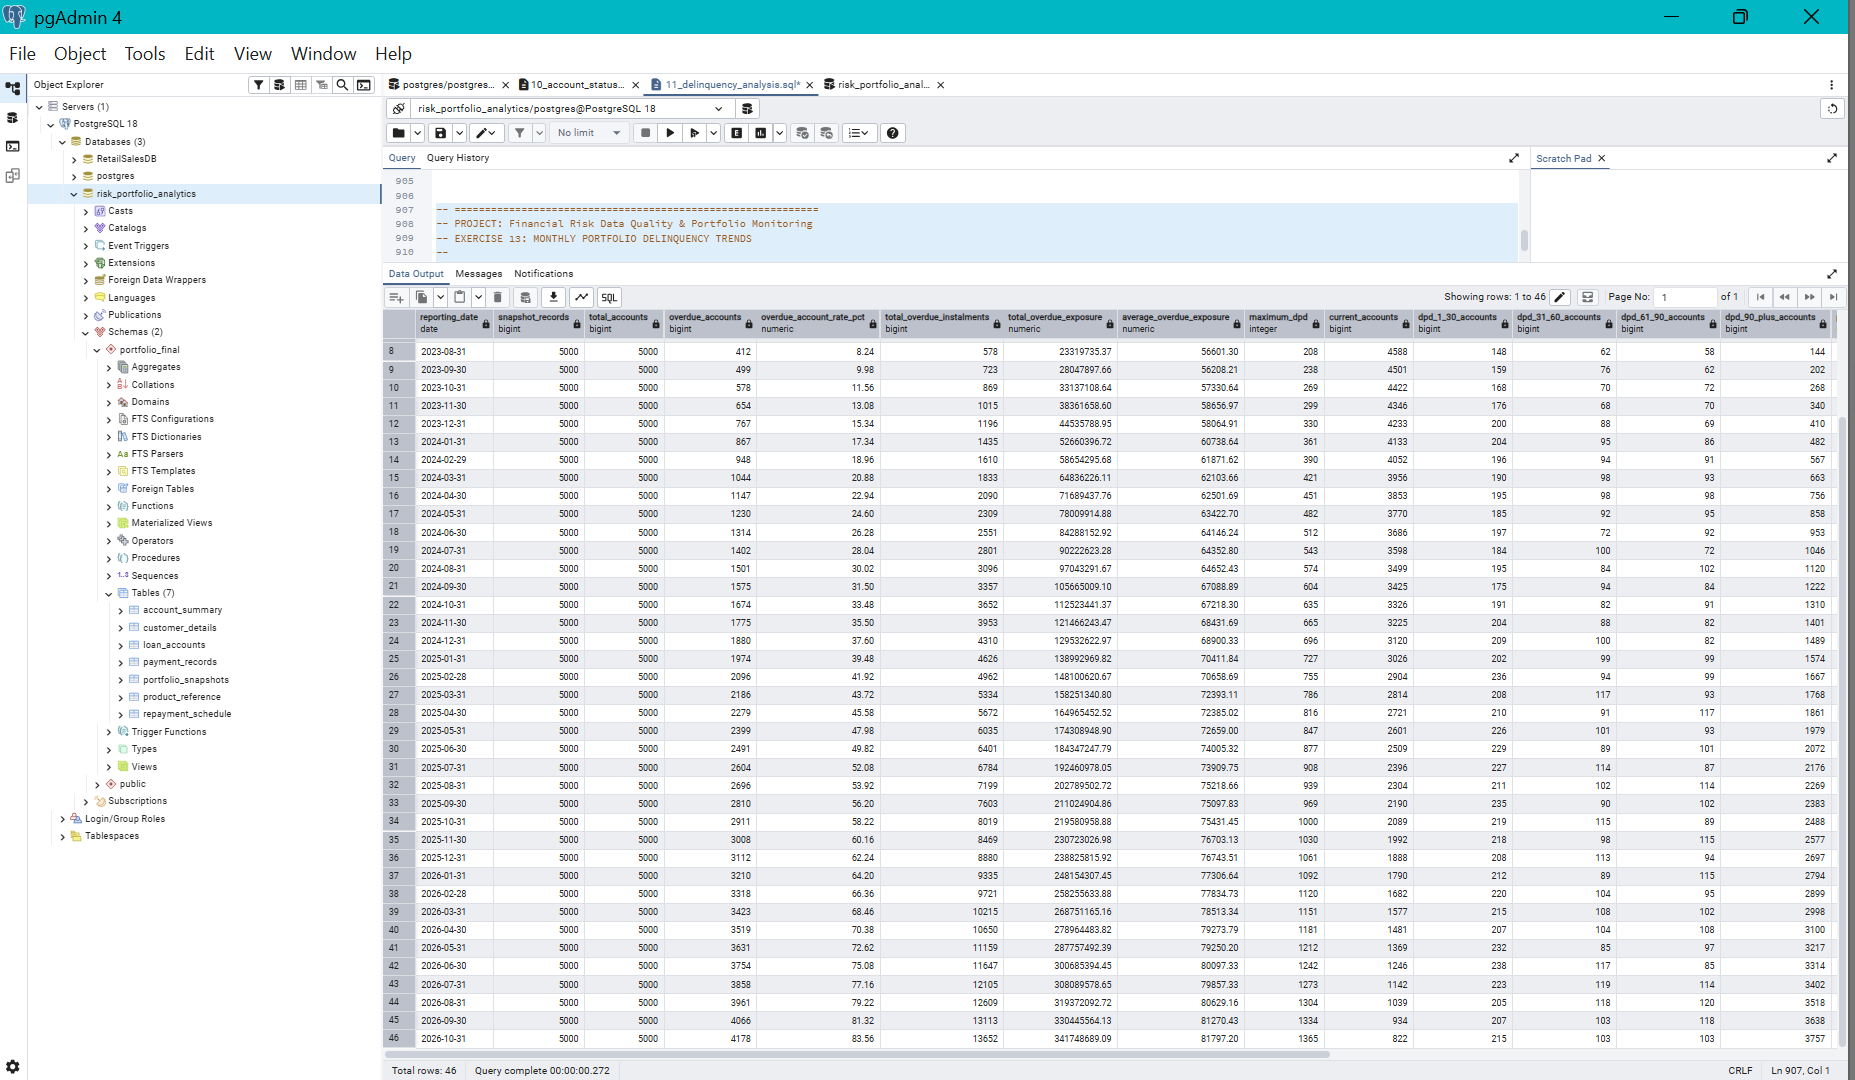 pgAdmin 4
File Object Tools Edit View Window Help
Object Explorer
postgres/postgres...
10_account_status...
11_delinquency_analysis.sql*
risk_portfolio_anal...
Servers (1)
PostgreSQL 18
Databases (3)
RetailSalesDB
postgres
risk_portfolio_analytics
Casts
Catalogs
Event Triggers
Extensions
Foreign Data Wrappers
Languages
Publications
Schemas (2)
portfolio_final
Aggregates
Collations
Domains
FTS Configurations
FTS Dictionaries
FTS Parsers
FTS Templates
Foreign Tables
Functions
Materialized Views
Operators
Procedures
Sequences
Tables (7)
account_summary
customer_details
loan_accounts
payment_records
portfolio_snapshots
product_reference
repayment_schedule
Trigger Functions
Types
Views
public
Subscriptions
Login/Group Roles
Tablespaces
risk_portfolio_analytics/postgres@PostgreSQL 18
No limit
Query Query History
Scratch Pad
905
906
907 -- ============================================================
908 -- PROJECT: Financial Risk Data Quality & Portfolio Monitoring
909 -- EXERCISE 13: MONTHLY PORTFOLIO DELINQUENCY TRENDS
910 --
Data Output Messages Notifications
SQL
Showing rows: 1 to 46 Page No: 1 of 1
reporting_date snapshot_records total_accounts overdue_accounts overdue_account_rate_pct total_overdue_instalments total_overdue_exposure average_overdue_exposure maximum_dpd current_accounts dpd_1_30_accounts dpd_31_60_accounts dpd_61_90_accounts dpd_90_plus_accounts
date bigint bigint bigint numeric bigint numeric numeric integer bigint bigint bigint bigint bigint
8 2023-08-31 5000 5000 412 8.24 578 23319735.37 56601.30 208 4588 148 62 58 144
9 2023-09-30 5000 5000 499 9.98 723 28047897.66 56208.21 238 4501 159 76 62 202
10 2023-10-31 5000 5000 578 11.56 869 33137108.64 57330.64 269 4422 168 70 72 268
11 2023-11-30 5000 5000 654 13.08 1015 38361658.60 58656.97 299 4346 176 68 70 340
12 2023-12-31 5000 5000 767 15.34 1196 44535788.95 58064.91 330 4233 200 88 69 410
13 2024-01-31 5000 5000 867 17.34 1435 52660396.72 60738.64 361 4133 204 95 86 482
14 2024-02-29 5000 5000 948 18.96 1610 58654295.68 61871.62 390 4052 196 94 91 567
15 2024-03-31 5000 5000 1044 20.88 1833 64836226.11 62103.66 421 3956 190 98 93 663
16 2024-04-30 5000 5000 1147 22.94 2090 71689437.76 62501.69 451 3853 195 98 98 756
17 2024-05-31 5000 5000 1230 24.60 2309 78009914.88 63422.70 482 3770 185 92 95 858
18 2024-06-30 5000 5000 1314 26.28 2551 84288152.92 64146.24 512 3686 197 72 92 953
19 2024-07-31 5000 5000 1402 28.04 2801 90222623.28 64352.80 543 3598 184 100 72 1046
20 2024-08-31 5000 5000 1501 30.02 3096 97043291.67 64652.43 574 3499 195 84 102 1120
21 2024-09-30 5000 5000 1575 31.50 3357 105665009.10 67088.89 604 3425 175 94 84 1222
22 2024-10-31 5000 5000 1674 33.48 3652 112523441.37 67218.30 635 3326 191 82 91 1310
23 2024-11-30 5000 5000 1775 35.50 3953 121466243.47 68431.69 665 3225 204 88 82 1401
24 2024-12-31 5000 5000 1880 37.60 4310 129532622.97 68900.33 696 3120 209 100 82 1489
25 2025-01-31 5000 5000 1974 39.48 4626 138992969.82 70411.84 727 3026 202 99 99 1574
26 2025-02-28 5000 5000 2096 41.92 4962 148100620.67 70658.69 755 2904 236 94 99 1667
27 2025-03-31 5000 5000 2186 43.72 5334 158251340.80 72393.11 786 2814 208 117 93 1768
28 2025-04-30 5000 5000 2279 45.58 5672 164965452.52 72385.02 816 2721 210 91 117 1861
29 2025-05-31 5000 5000 2399 47.98 6035 174308948.90 72659.00 847 2601 226 101 93 1979
30 2025-06-30 5000 5000 2491 49.82 6401 184347247.79 74005.32 877 2509 229 89 101 2072
31 2025-07-31 5000 5000 2604 52.08 6784 192460978.05 73909.75 908 2396 227 114 87 2176
32 2025-08-31 5000 5000 2696 53.92 7199 202789502.72 75218.66 939 2304 211 102 114 2269
33 2025-09-30 5000 5000 2810 56.20 7603 211024904.86 75097.83 969 2190 235 90 102 2383
34 2025-10-31 5000 5000 2911 58.22 8019 219580958.88 75431.45 1000 2089 219 115 89 2488
35 2025-11-30 5000 5000 3008 60.16 8469 230723026.98 76703.13 1030 1992 218 98 115 2577
36 2025-12-31 5000 5000 3112 62.24 8880 238825815.92 76743.51 1061 1888 208 113 94 2697
37 2026-01-31 5000 5000 3210 64.20 9335 248154307.45 77306.64 1092 1790 212 89 115 2794
38 2026-02-28 5000 5000 3318 66.36 9721 258255633.88 77834.73 1120 1682 220 104 95 2899
39 2026-03-31 5000 5000 3423 68.46 10215 268751165.16 78513.34 1151 1577 215 108 102 2998
40 2026-04-30 5000 5000 3519 70.38 10650 278964483.82 79273.79 1181 1481 207 104 108 3100
41 2026-05-31 5000 5000 3631 72.62 11159 287757492.39 79250.20 1212 1369 232 85 97 3217
42 2026-06-30 5000 5000 3754 75.08 11647 300685394.45 80097.33 1242 1246 238 117 85 3314
43 2026-07-31 5000 5000 3858 77.16 12105 308089578.65 79857.33 1273 1142 223 119 114 3402
44 2026-08-31 5000 5000 3961 79.22 12609 319372092.72 80629.16 1304 1039 205 118 120 3518
45 2026-09-30 5000 5000 4066 81.32 13113 330445564.13 81270.43 1334 934 207 103 118 3638
46 2026-10-31 5000 5000 4178 83.56 13652 341748689.09 81797.20 1365 822 215 103 103 3757
Total rows: 46 Query complete 00:00:00.272 CRLF Ln 907, Col 1